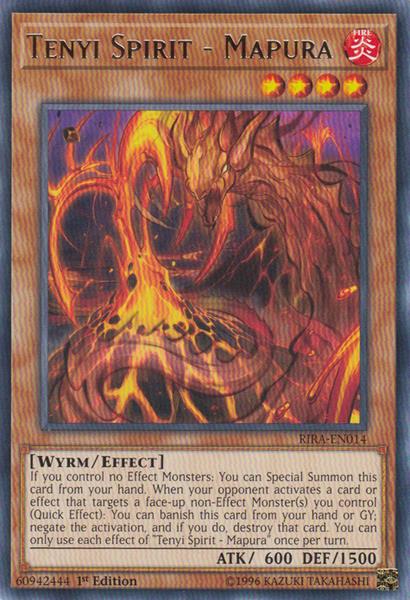 TENYI SPIRIT - MAPURA
FIRE
炎
RIRA-EN014
[WYRM/EFFECT]
If you control no Effect Monsters: You can Special Summon this
card from your hand. When your opponent activates a card or
effect that targets a face-up non-Effect Monster(s) you control
(Quick Effect): You can banish this card from your hand or GY;
negate the activation, and if you do, destroy that card. You can
only use each effect of "Tenyi Spirit - Mapura" once per turn.
ATK/ 600 DEF/1500
60942444 1st Edition ©1996 KAZUKI TAKAHASHI